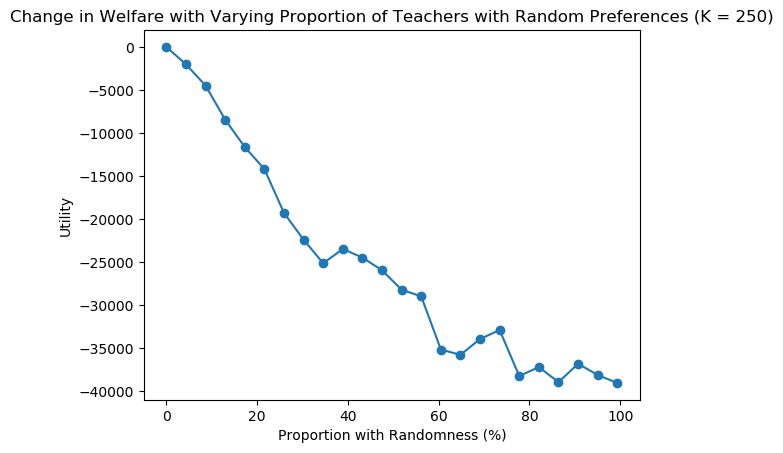 Change in Welfare with Varying Proportion of Teachers with Random Preferences (K = 250)
Utility
0
−5000
−10000
−15000
−20000
−25000
−30000
−35000
−40000
0 20 40 60 80 100
Proportion with Randomness (%)